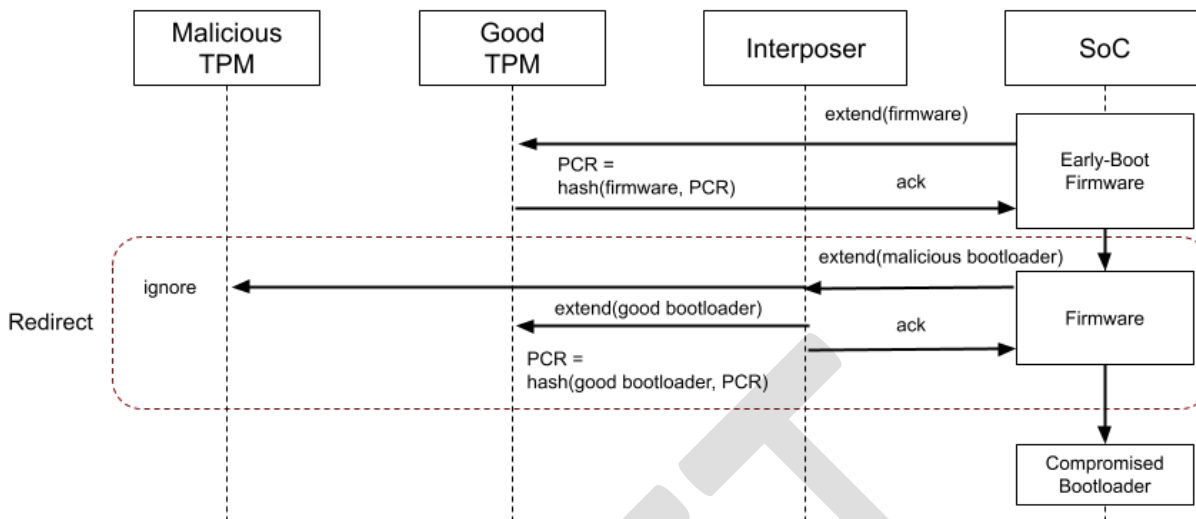 Malicious
TPM
Good
TPM
Interposer
SoC
extend(firmware)
Early-Boot
Firmware
PCR =
hash(firmware, PCR)
ack
extend(malicious bootloader)
ignore
Firmware
extend(good bootloader)
Redirect
ack
PCR =
hash(good bootloader, PCR)
Compromised
Bootloader